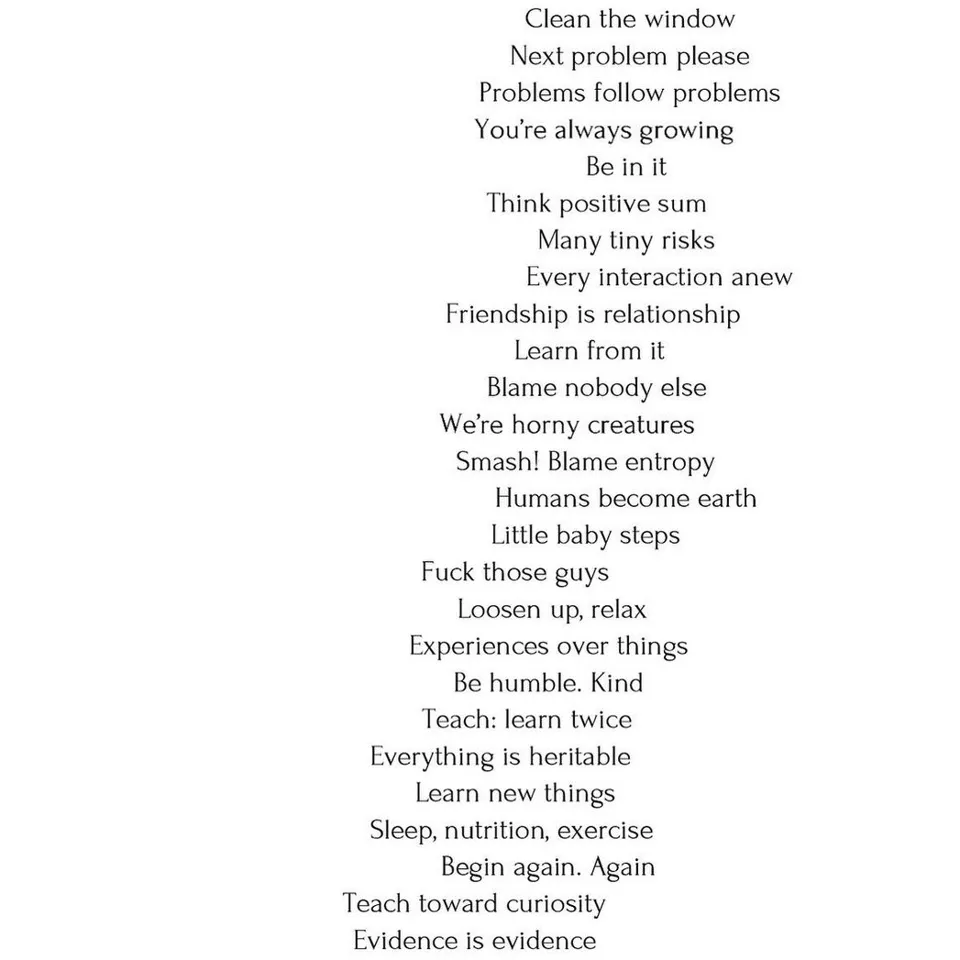 Clean the window
Next problem please
Problems follow problems
You’re always growing
Be in it
Think positive sum
Many tiny risks
Every interaction anew
Friendship is relationship
Learn from it
Blame nobody else
We’re horny creatures
Smash! Blame entropy
Humans become earth
Little baby steps
Fuck those guys
Loosen up, relax
Experiences over things
Be humble. Kind
Teach: learn twice
Everything is heritable
Learn new things
Sleep, nutrition, exercise
Begin again. Again
Teach toward curiosity
Evidence is evidence